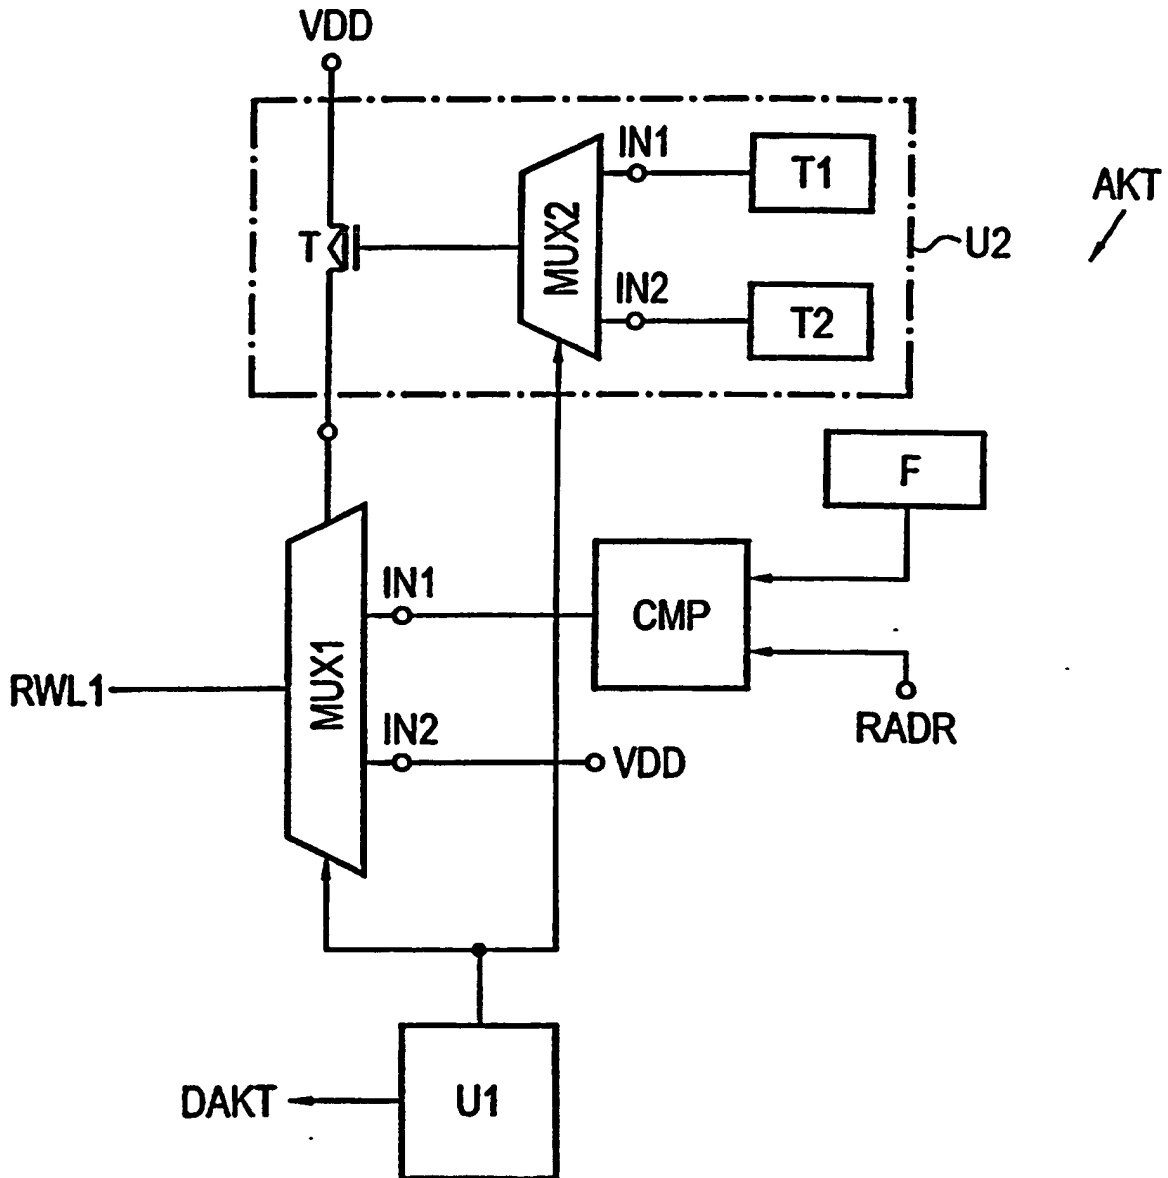 VDD
IN1
T1
AKT
T
MUX2
U2
IN2
T2
F
IN1
CMP
MUX1
RWL1
IN2
RADR
VDD
DAKT
U1